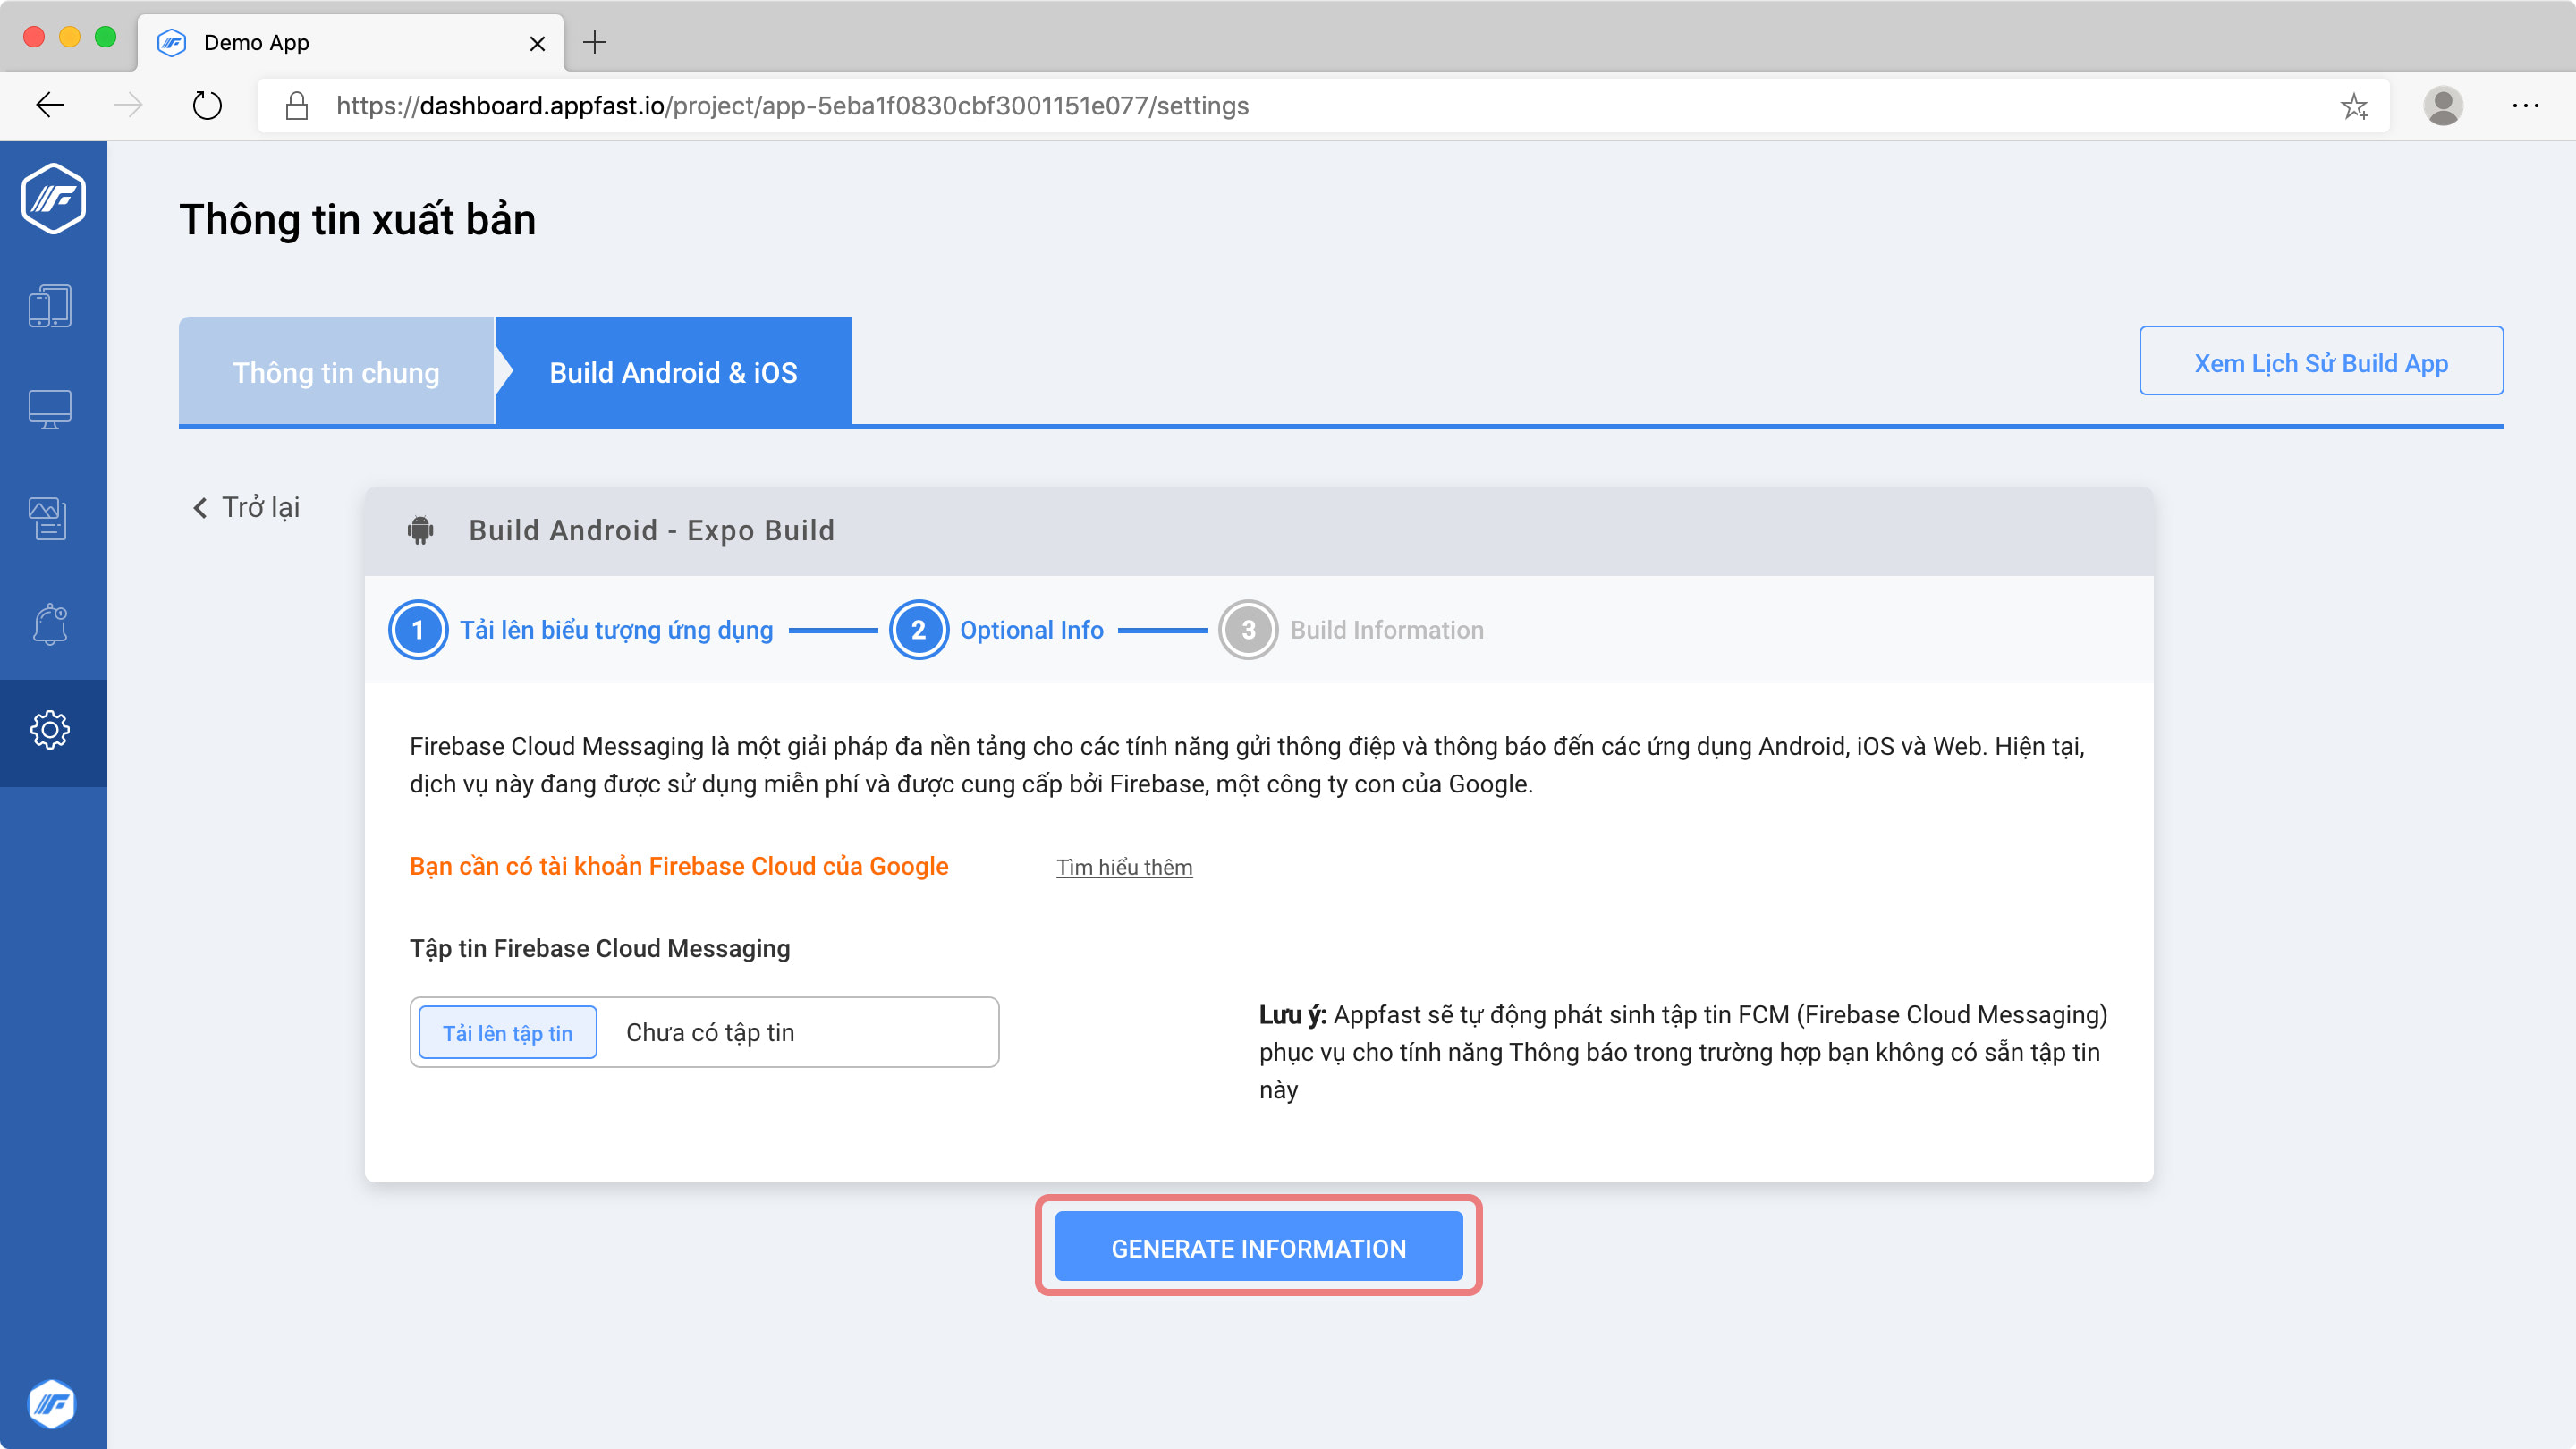 Demo App
https://dashboard.appfast.io/project/app-5eba1f0830cbf3001151e077/settings
Thông tin xuất bản
Thông tin chung
Build Android & iOS
Xem Lịch Sử Build App
Trở lại
Build Android - Expo Build
1 Tải lên biểu tượng ứng dụng
2 Optional Info
3 Build Information
Firebase Cloud Messaging là một giải pháp đa nền tảng cho các tính năng gửi thông điệp và thông báo đến các ứng dụng Android, iOS và Web. Hiện tại,
dịch vụ này đang được sử dụng miễn phí và được cung cấp bởi Firebase, một công ty con của Google.
Bạn cần có tài khoản Firebase Cloud của Google
Tìm hiểu thêm
Tập tin Firebase Cloud Messaging
Tải lên tập tin
Chưa có tập tin
Lưu ý: Appfast sẽ tự động phát sinh tập tin FCM (Firebase Cloud Messaging)
phục vụ cho tính năng Thông báo trong trường hợp bạn không có sẵn tập tin
này
GENERATE INFORMATION